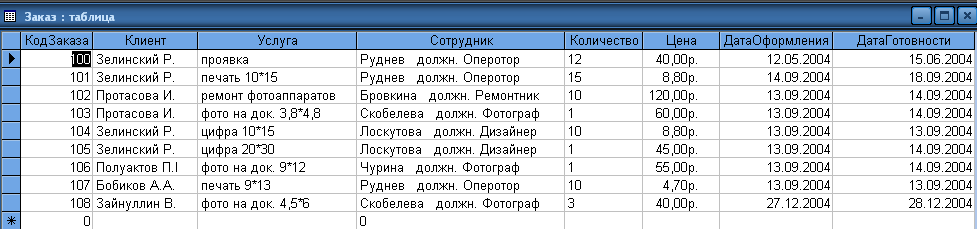 Заказ : таблица
КодЗаказа Клиент Услуга Сотрудник Количество Цена ДатаОформления ДатаГотовности
100 Зелинский Р. проявка Руднев должн. Оперотор 12 40,00р. 12.05.2004 15.06.2004
101 Зелинский Р. печать 10*15 Руднев должн. Оперотор 15 8,80р. 14.09.2004 18.09.2004
102 Протасова И. ремонт фотоаппаратов Бровкина должн. Ремонтник 10 120,00р. 13.09.2004 14.09.2004
103 Протасова И. фото на док. 3,8*4,8 Скобелева должн. Фотограф 1 60,00р. 13.09.2004 14.09.2004
104 Зелинский Р. цифра 10*15 Лоскутова должн. Дизайнер 10 8,80р. 13.09.2004 13.09.2004
105 Зелинский Р. цифра 20*30 Лоскутова должн. Дизайнер 1 45,00р. 13.09.2004 14.09.2004
106 Полуактов П.І фото на док. 9*12 Чурина должн. Фотограф 1 55,00р. 13.09.2004 14.09.2004
107 Бобиков А.А. печать 9*13 Руднев должн. Оперотор 10 4,70р. 13.09.2004 13.09.2004
108 Зайнуллин В. фото на док. 4,5*6 Скобелева должн. Фотограф 3 40,00р. 27.12.2004 28.12.2004
0 0